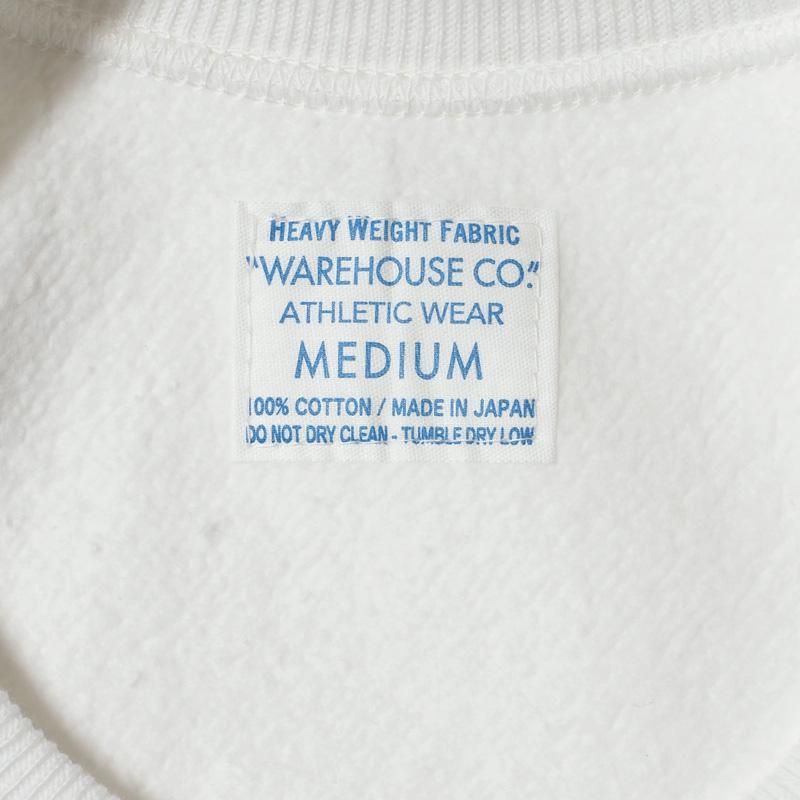 HEAVY WEIGHT FABRIC
"WAREHOUSE CO."
ATHLETIC WEAR
MEDIUM
100% COTTON / MADE IN JAPAN
DO NOT DRY CLEAN - TUMBLE DRY LOW